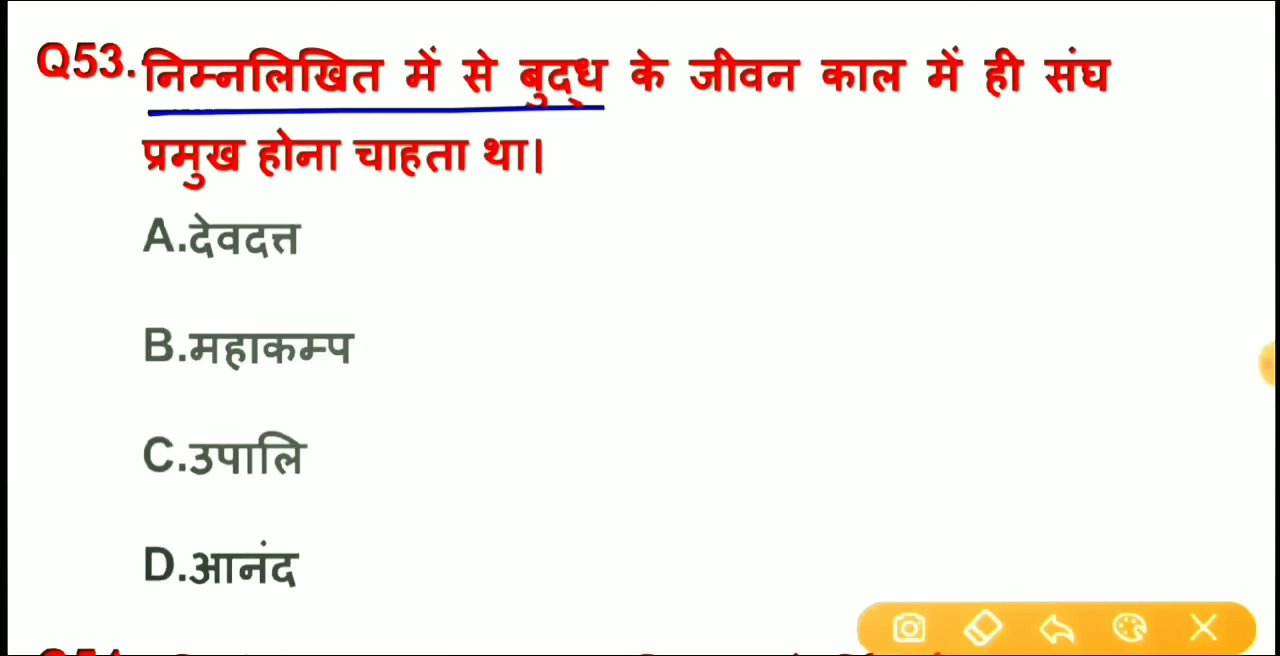 Q53. निम्नलिखित में से बुद्ध के जीवन काल में ही संघ
प्रमुख होना चाहता था।
A.देवदत्त
B.महाकम्प
C.उपालि
D.आनंद